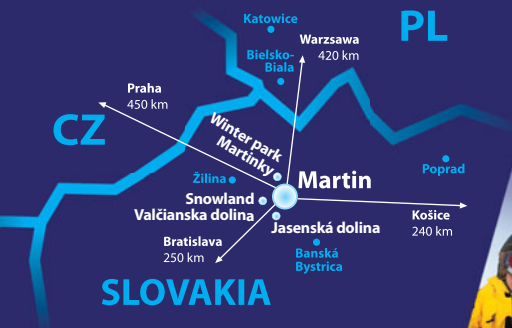 PL
Katowice
Warzsawa
420 km
Bielsko-
Biala
Praha
450 km
CZ
Winter park
Martinky
Poprad
Žilina
Martin
Snowland
Valčianska dolina
Košice
240 km
Jasenská dolina
Bratislava
250 km
Banská
Bystrica
SLOVAKIA